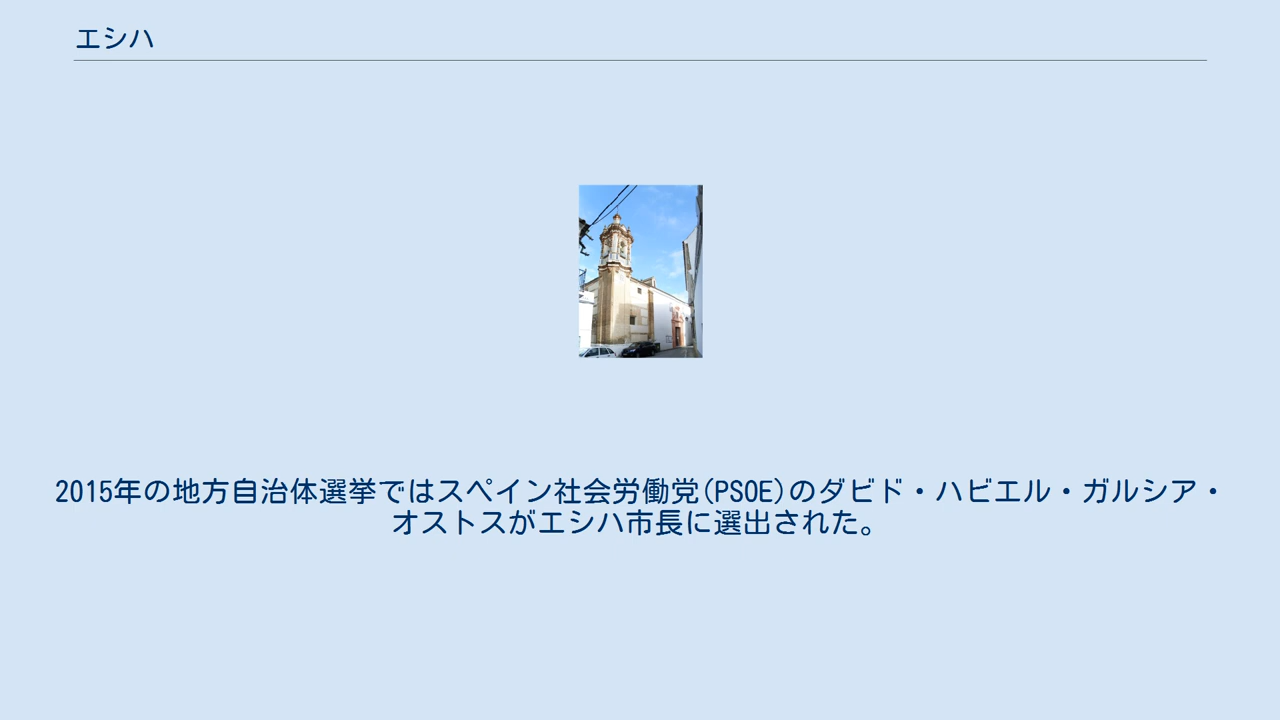 エシハ
2015年の地方自治体選挙ではスペイン社会労働党(PSOE)のダビド・ハビエル・ガルシア・
オストスがエシハ市長に選出された。